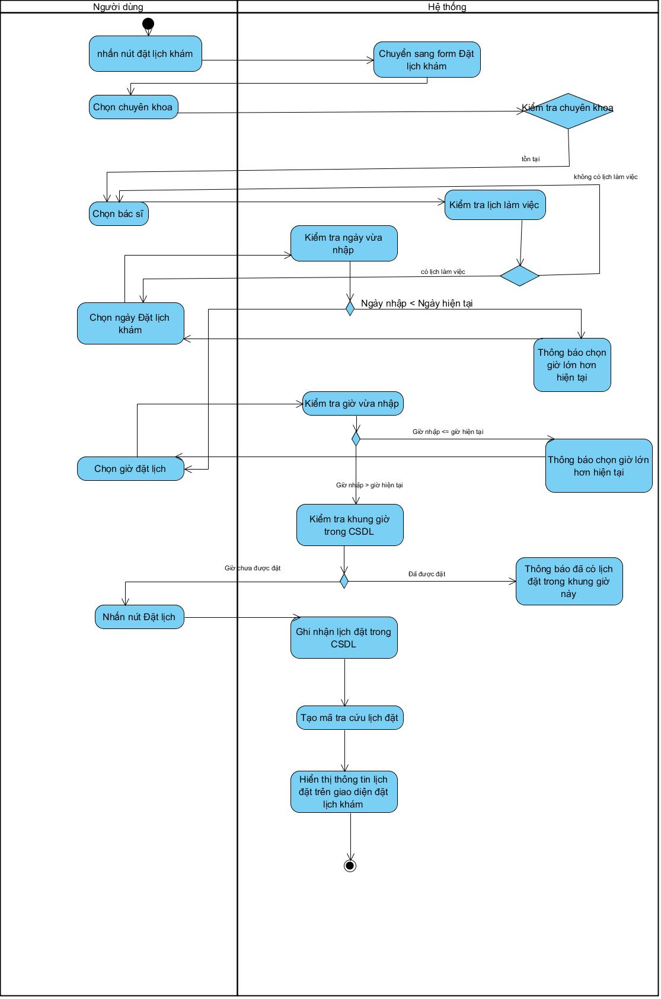 Người dùng
Hệ thống
nhấn nút đặt lịch khám
Chuyển sang form Đặt
lịch khám
Chọn chuyên khoa
Kiểm tra chuyên khoa
tồn tại
không có lịch làm việc
Chọn bác sĩ
Kiểm tra lịch làm việc
Kiểm tra ngày vừa
nhập
có lịch làm việc
Ngày nhập < Ngày hiện tại
Chọn ngày Đặt lịch
khám
Thông báo chọn
giờ lớn hơn
hiện tại
Kiểm tra giờ vừa nhập
Giờ nhập <= giờ hiện tại
Thông báo chọn giờ lớn
hơn hiện tại
Chọn giờ đặt lịch
Giờ nhập > giờ hiện tại
Kiểm tra khung giờ
trong CSDL
Giờ chưa được đặt
Đã được đặt
Thông báo đã có lịch
đặt trong khung giờ
này
Nhấn nút Đặt lịch
Ghi nhận lịch đặt trong
CSDL
Tạo mã tra cứu lịch đặt
Hiển thị thông tin lịch
đặt trên giao diện đặt
lịch khám